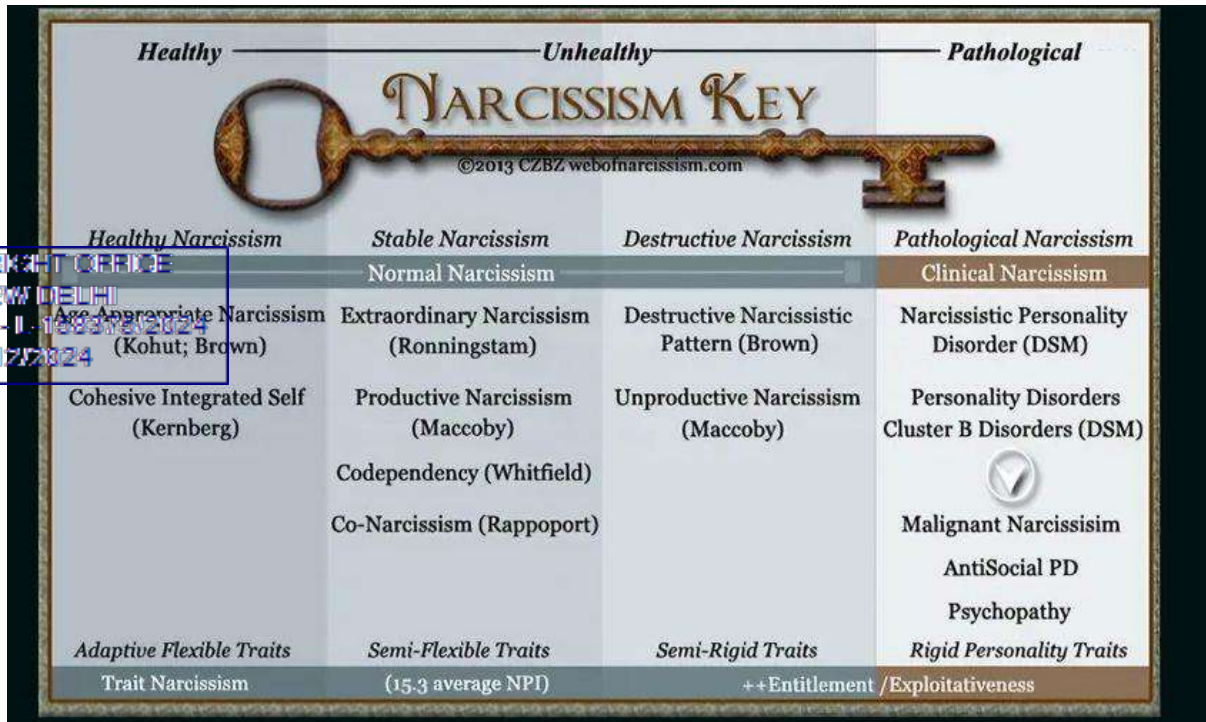 Healthy Unhealthy Pathological
NARCISSISM KEY
©2013 CZBZ webofnarcissism.com
Healthy Narcissism Stable Narcissism Destructive Narcissism Pathological Narcissism
Normal Narcissism Clinical Narcissism
OFFICE
DELHI
Age-Appropriate Narcissism
(Kohut; Brown)
Cohesive Integrated Self
(Kernberg)
Extraordinary Narcissism
(Ronningstam)
Productive Narcissism
(Maccoby)
Codependency (Whitfield)
Co-Narcissism (Rappoport)
Destructive Narcissistic
Pattern (Brown)
Unproductive Narcissism
(Maccoby)
Narcissistic Personality
Disorder (DSM)
Personality Disorders
Cluster B Disorders (DSM)
Malignant Narcissisim
AntiSocial PD
Psychopathy
Adaptive Flexible Traits Semi-Flexible Traits Semi-Rigid Traits Rigid Personality Traits
Trait Narcissism (15.3 average NPI) ++Entitlement /Exploitativeness